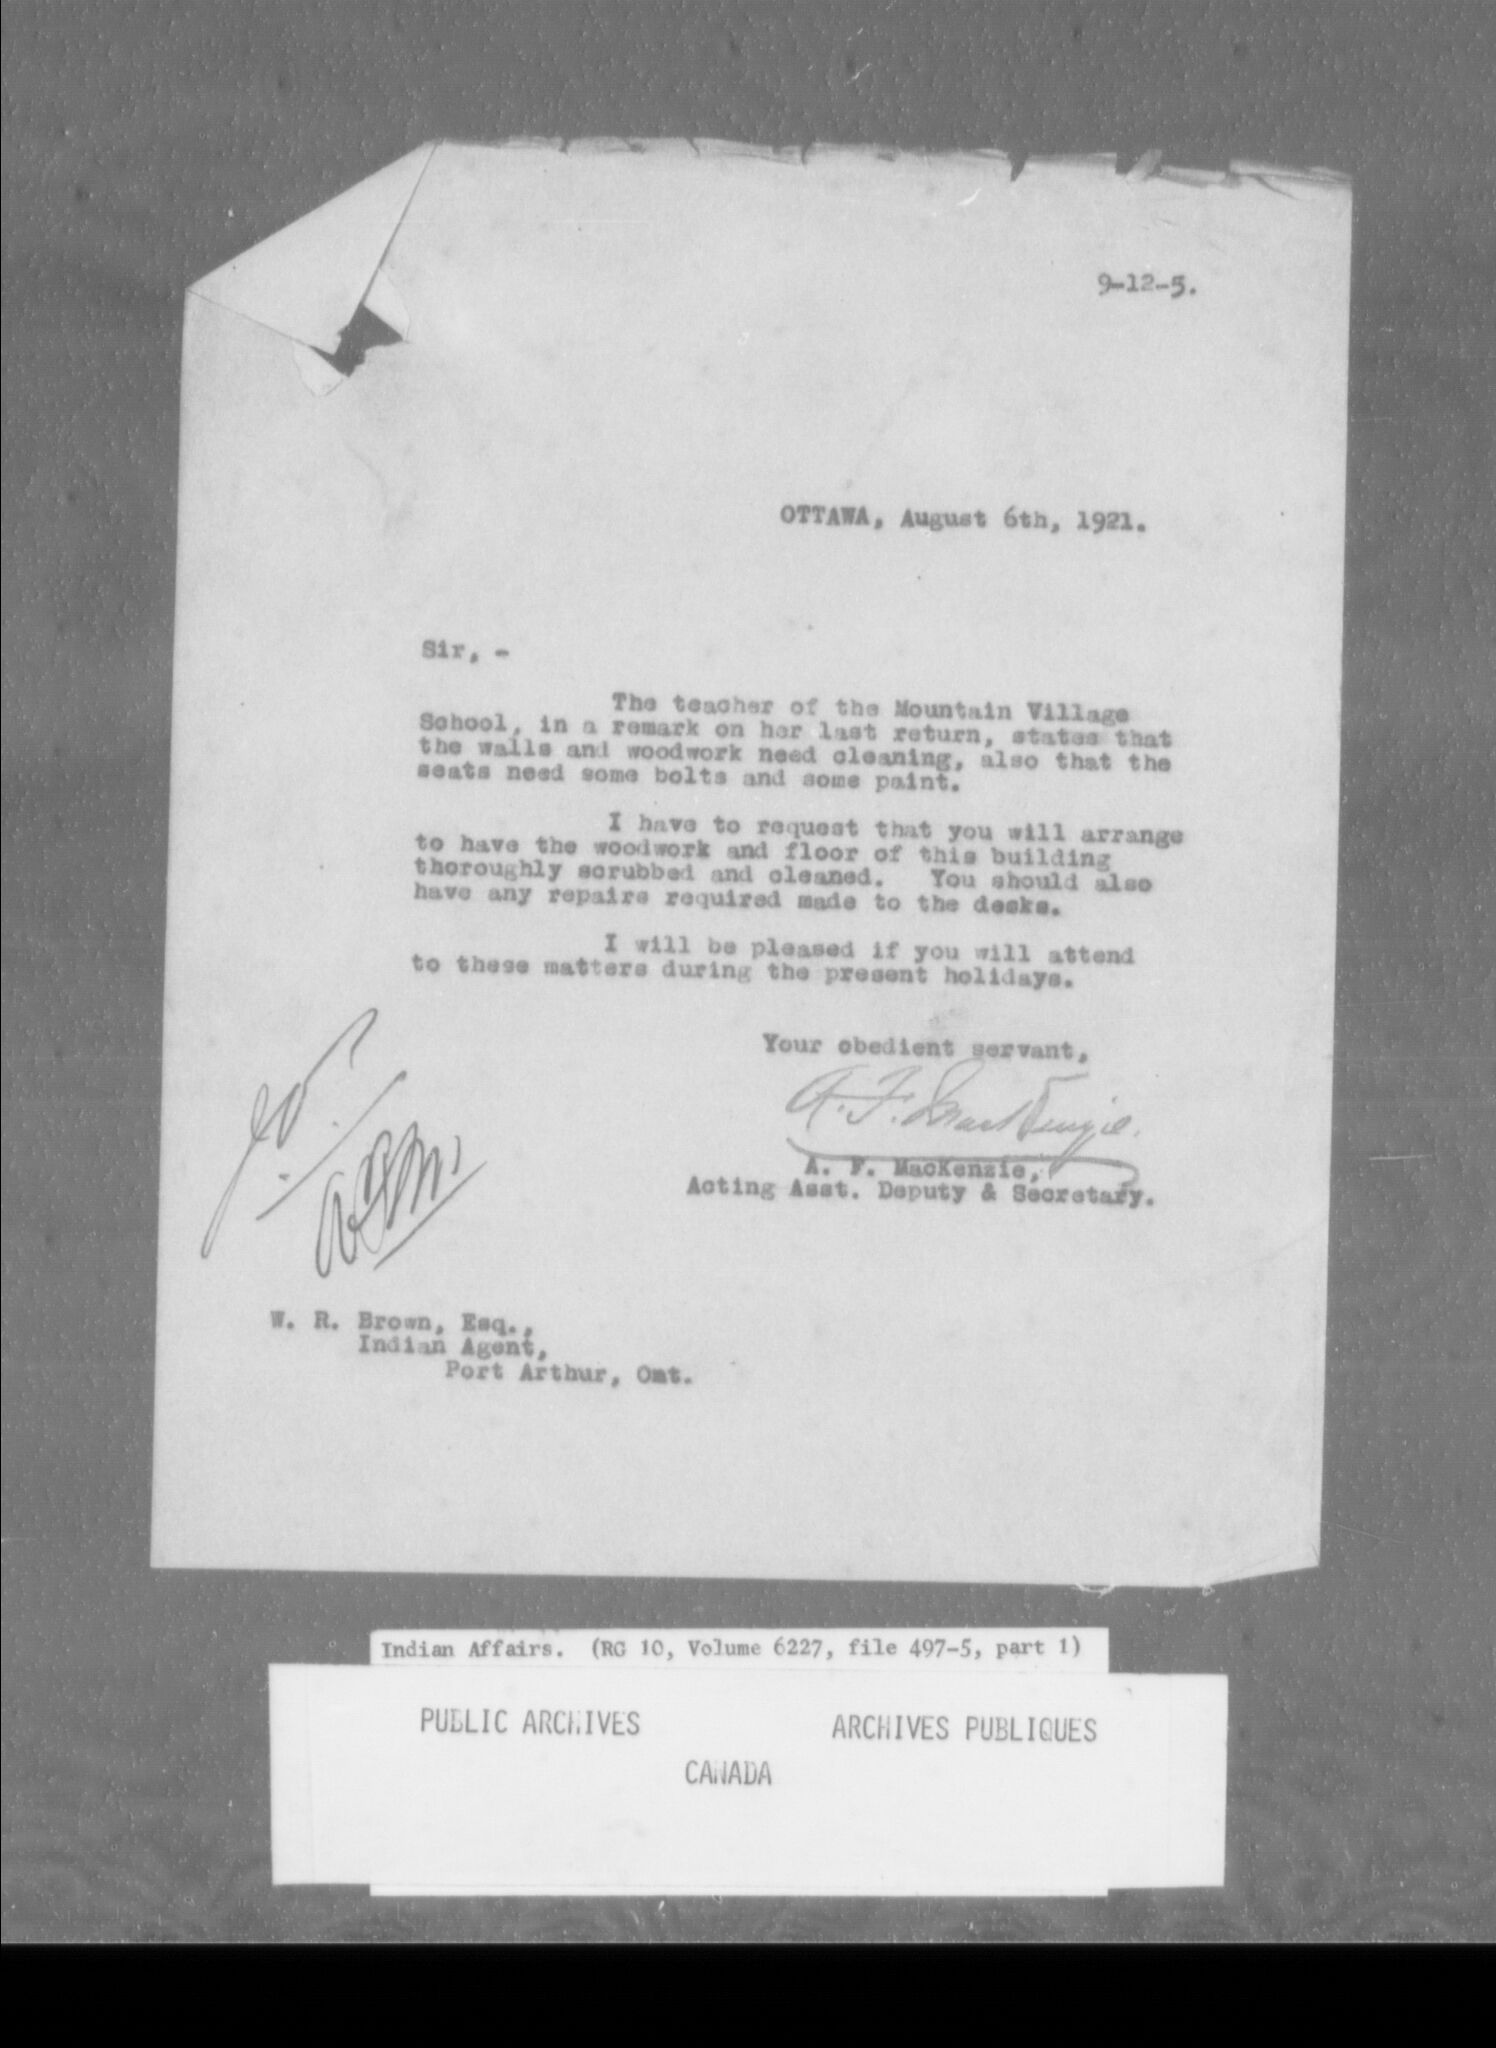 9-12-5.
OTTAWA, August 6th, 1921.
Sir, -
The teacher of the Mountain Village
School, in a remark on her last return, states that
the walls and woodwork need cleaning, also that the
seats need some bolts and some paint.
I have to request that you will arrange
to have the woodwork and floor of this building
thoroughly scrubbed and cleaned. You should also
have any repairs required made to the desks.
I will be pleased if you will attend
to these matters during the present holidays.
Your obedient servant,
A. F. MacKenzie.
A. F. MacKenzie,
Acting Asst. Deputy & Secretary.
W. R. Brown, Esq.,
Indian Agent,
Port Arthur, Ont.
Indian Affairs. (RG 10, Volume 6227, file 497-5, part 1)
PUBLIC ARCHIVES ARCHIVES PUBLIQUES
CANADA